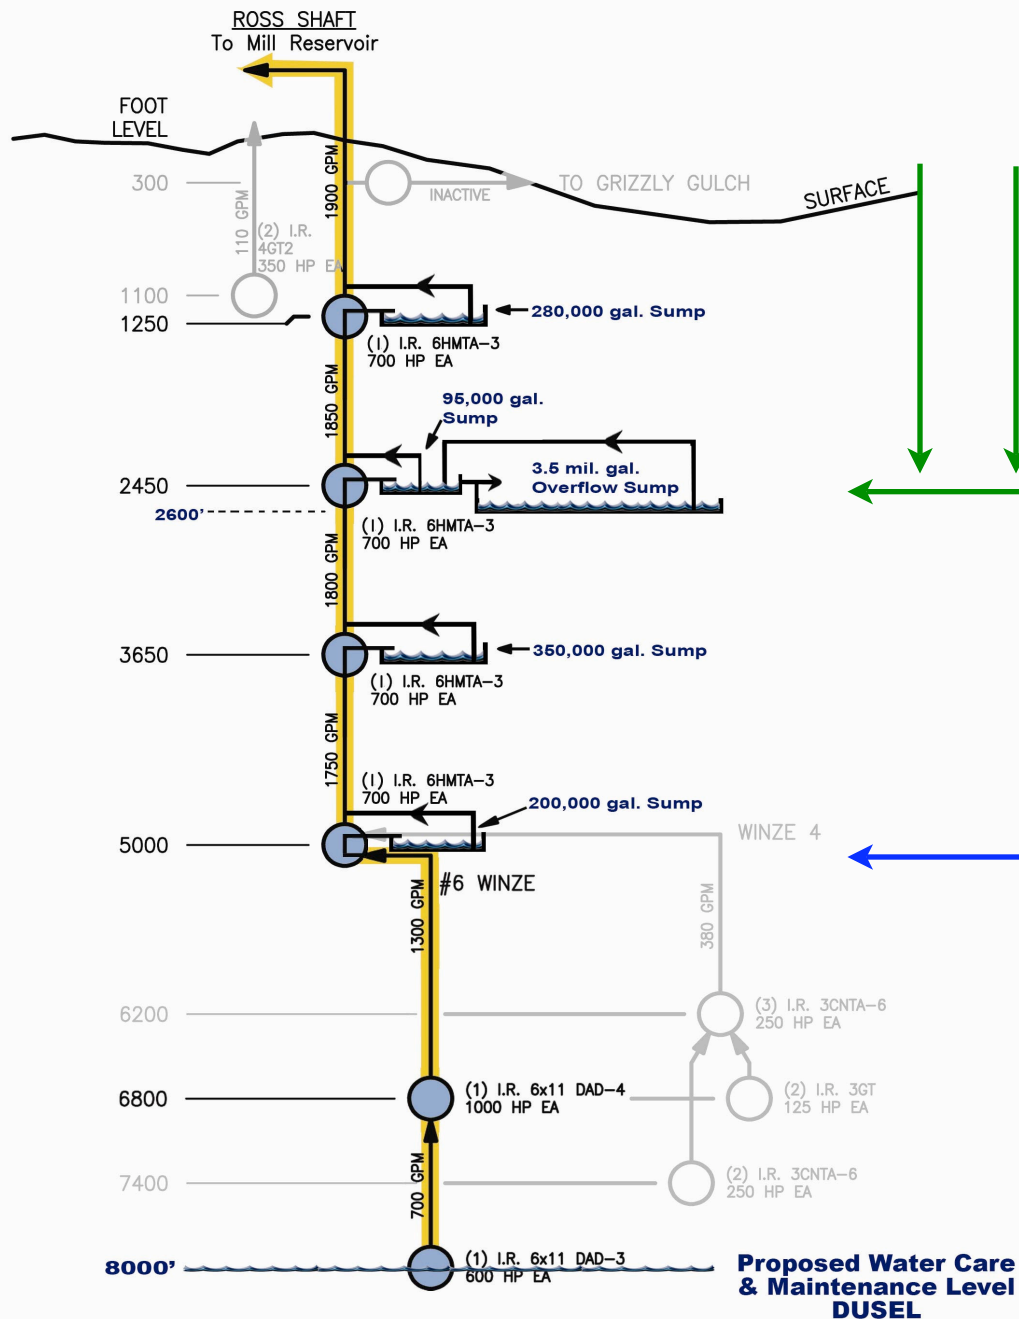 ROSS SHAFT
To Mill Reservoir
FOOT
LEVEL
300
1900 GPM
INACTIVE
TO GRIZZLY GULCH
SURFACE
110 GPM
(2) I.R.
4GT2
350 HP EA
1100
1250
280,000 gal. Sump
(1) I.R. 6HMTA-3
700 HP EA
1850 GPM
95,000 gal.
Sump
3.5 mil. gal.
Overflow Sump
2450
2600'
(1) I.R. 6HMTA-3
700 HP EA
1800 GPM
3650
350,000 gal. Sump
(1) I.R. 6HMTA-3
700 HP EA
1750 GPM
(1) I.R. 6HMTA-3
700 HP EA
200,000 gal. Sump
5000
WINZE 4
#6 WINZE
1300 GPM
380 GPM
6200
(3) I.R. 3CNTA-6
250 HP EA
6800
(1) I.R. 6x11 DAD-4
1000 HP EA
(2) I.R. 3GT
125 HP EA
7400
700 GPM
(2) I.R. 3CNTA-6
250 HP EA
8000'
(1) I.R. 6x11 DAD-3
600 HP EA
Proposed Water Care
& Maintenance Level
DUSEL